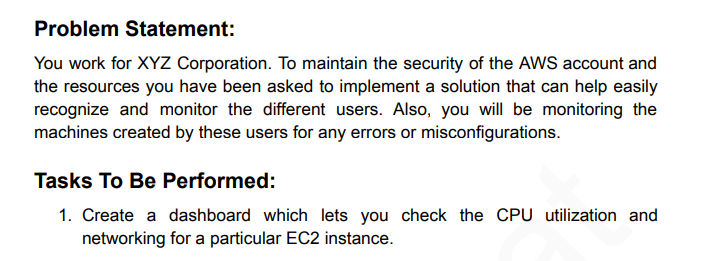 Problem Statement:
You work for XYZ Corporation. To maintain the security of the AWS account and
the resources you have been asked to implement a solution that can help easily
recognize and monitor the different users. Also, you will be monitoring the
machines created by these users for any errors or misconfigurations.
Tasks To Be Performed:
1. Create a dashboard which lets you check the CPU utilization and
networking for a particular EC2 instance.